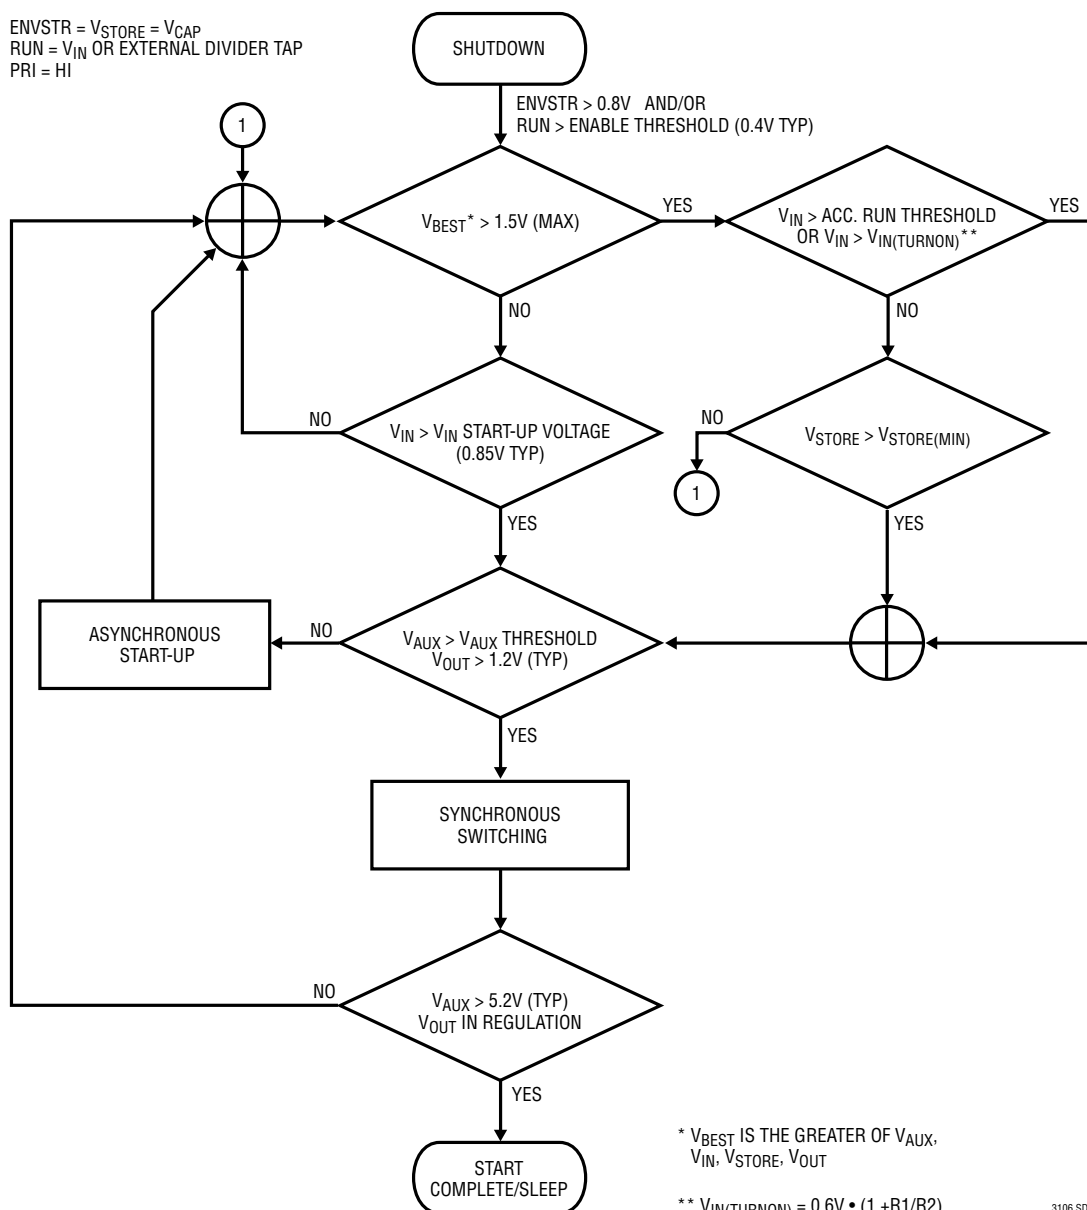 ENVSTR = VSTORE = VCAP
RUN = VIN OR EXTERNAL DIVIDER TAP
PRI = HI
SHUTDOWN
ENVSTR > 0.8V AND/OR
RUN > ENABLE THRESHOLD (0.4V TYP)
1
VBEST* > 1.5V (MAX)
YES
VIN > ACC. RUN THRESHOLD
OR VIN > VIN(TURNON)**
YES
NO
NO
NO
VIN > VIN START-UP VOLTAGE
(0.85V TYP)
NO
VSTORE > VSTORE(MIN)
1
YES
YES
ASYNCHRONOUS
START-UP
NO
VAUX > VAUX THRESHOLD
VOUT > 1.2V (TYP)
YES
SYNCHRONOUS
SWITCHING
NO
VAUX > 5.2V (TYP)
VOUT IN REGULATION
YES
START
COMPLETE/SLEEP
* VBEST IS THE GREATER OF VAUX,
VIN, VSTORE, VOUT
** VIN(TURNON) = 0.6V • (1 +R1/R2)
3106 SD